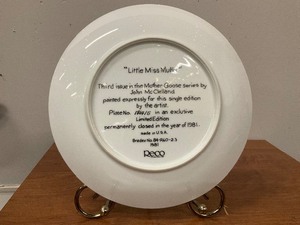 "Little Miss Muffet"
Third issue in the Mother Goose series by
John McClelland
painted expressly for this single edition
by the artist.
Plate No. in an exclusive
Limited Edition
permanently closed in the year of 1981.
made in U.S.A.
Bradex No.
1981
Reco